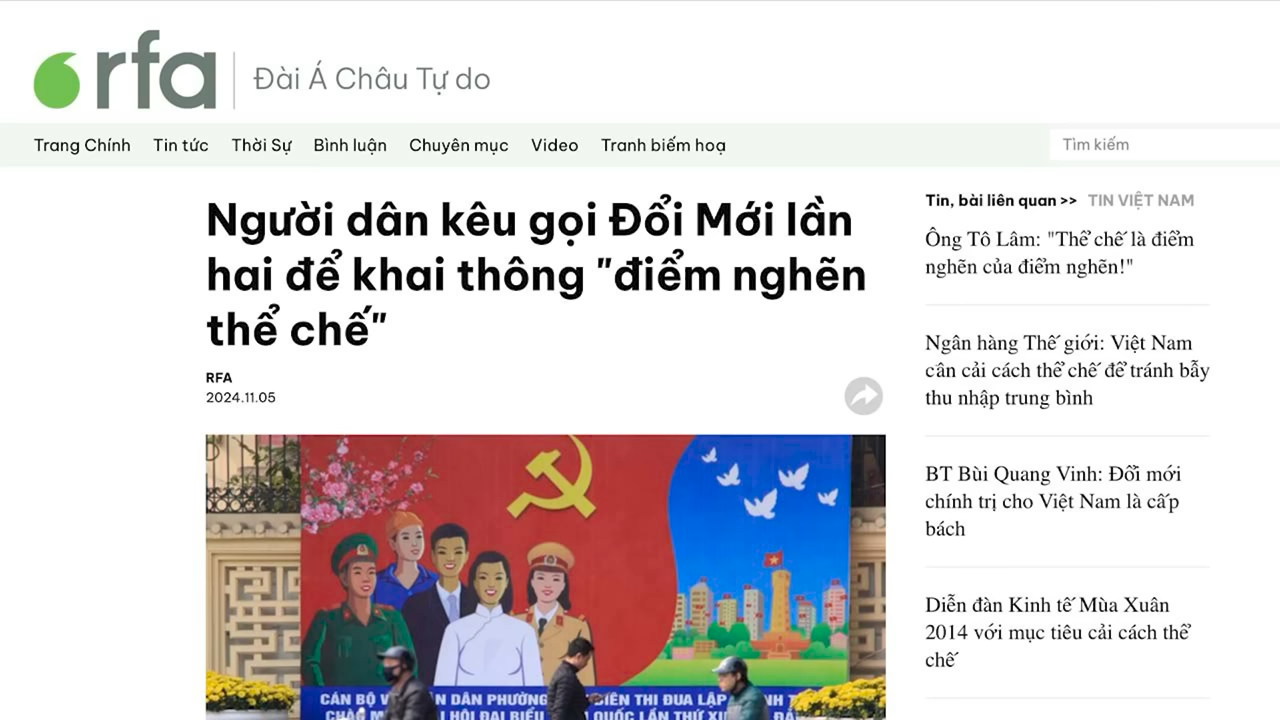 rfa
Đài Á Châu Tự do
Trang Chính Tin tức Thời Sự Bình luận Chuyên mục Video Tranh biếm hoạ
Tìm kiếm
Người dân kêu gọi Đổi Mới lần
hai để khai thông "điểm nghẽn
thể chế"
RFA
2024.11.05
CÁN BỘ DÂN PHƯỜNG THI ĐUA LẬP
HỘI ĐẠI BIỂU QUỐC LẦN THỨ
Tin, bài liên quan >> TIN VIỆT NAM
Ông Tô Lâm: "Thể chế là điểm
nghẽn của điểm nghẽn!"
Ngân hàng Thế giới: Việt Nam
cần cải cách thể chế để tránh bẫy
thu nhập trung bình
BT Bùi Quang Vinh: Đổi mới
chính trị cho Việt Nam là cấp
bách
Diễn đàn Kinh tế Mùa Xuân
2014 với mục tiêu cải cách thể
chế